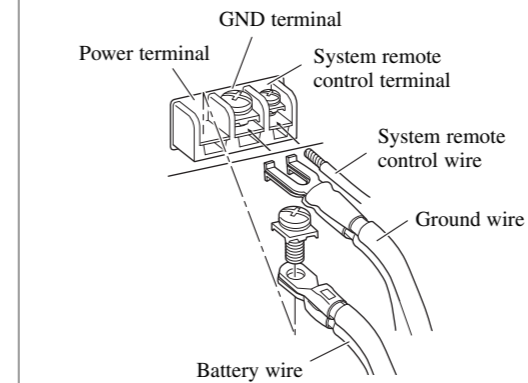 GND terminal
Power terminal
System remote
control terminal
System remote
control wire
Ground wire
Battery wire